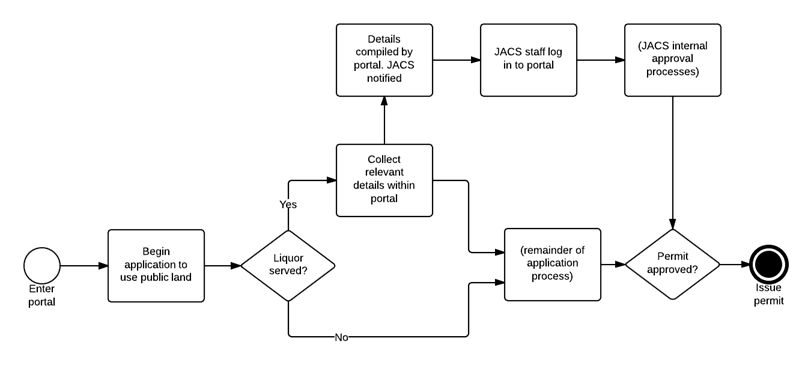 Details
compiled by
portal. JACS
notified
JACS staff log
in to portal
(JACS internal
approval
processes)
Collect
relevant
details within
portal
Yes
Begin
application to
use public land
Liquor
served?
(remainder of
application
process)
Permit
approved?
Enter
portal
Issue
permit
No